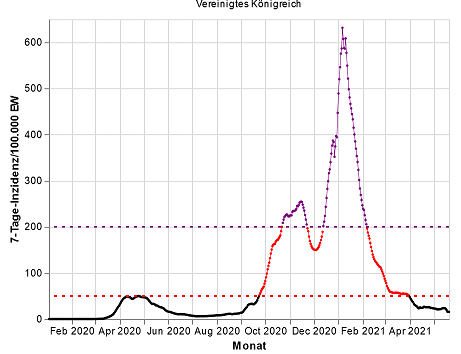 Vereinigtes Königreich
7-Tage-Inzidenz/100.000 EW
600
500
400
300
200
100
0
Feb 2020 Apr 2020 Jun 2020 Aug 2020 Oct 2020 Dec 2020 Feb 2021 Apr 2021
Monat